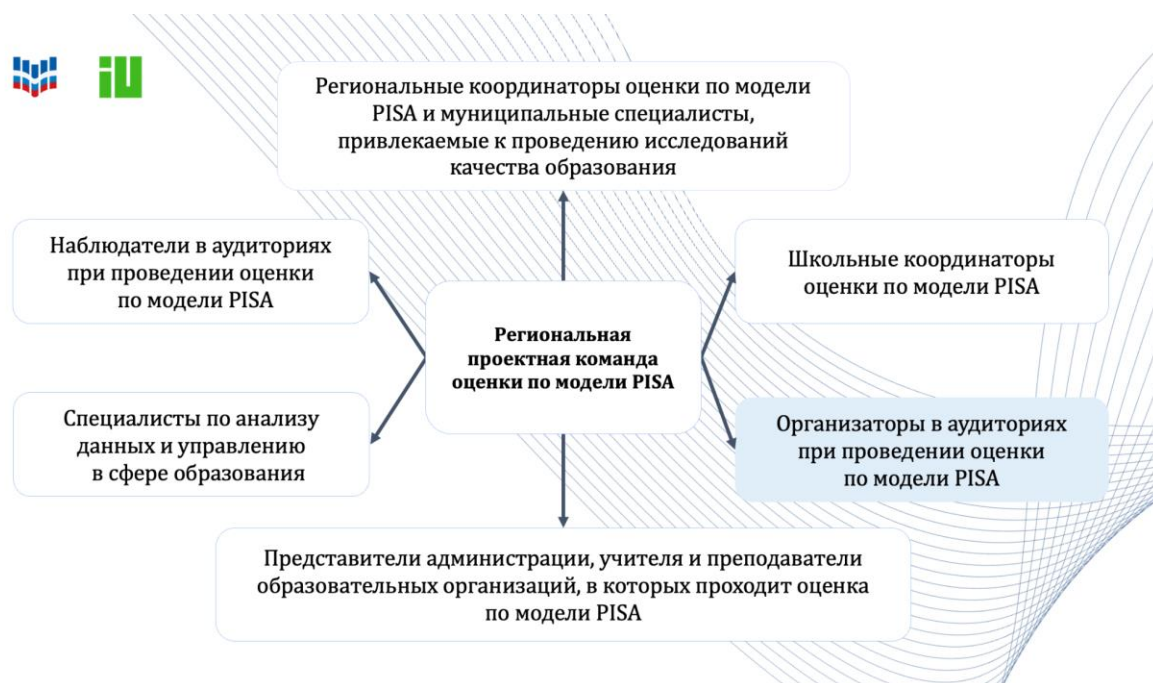 Региональные координаторы оценки по модели
PISA и муниципальные специалисты,
привлекаемые к проведению исследований
качества образования
Наблюдатели в аудиториях
при проведении оценки
по модели PISA
Школьные координаторы
оценки по модели PISA
Региональная
проектная команда
оценки по модели PISA
Специалисты по анализу
данных и управлению
в сфере образования
Организаторы в аудиториях
при проведении оценки
по модели PISA
Представители администрации, учителя и преподаватели
образовательных организаций, в которых проходит оценка
по модели PISA